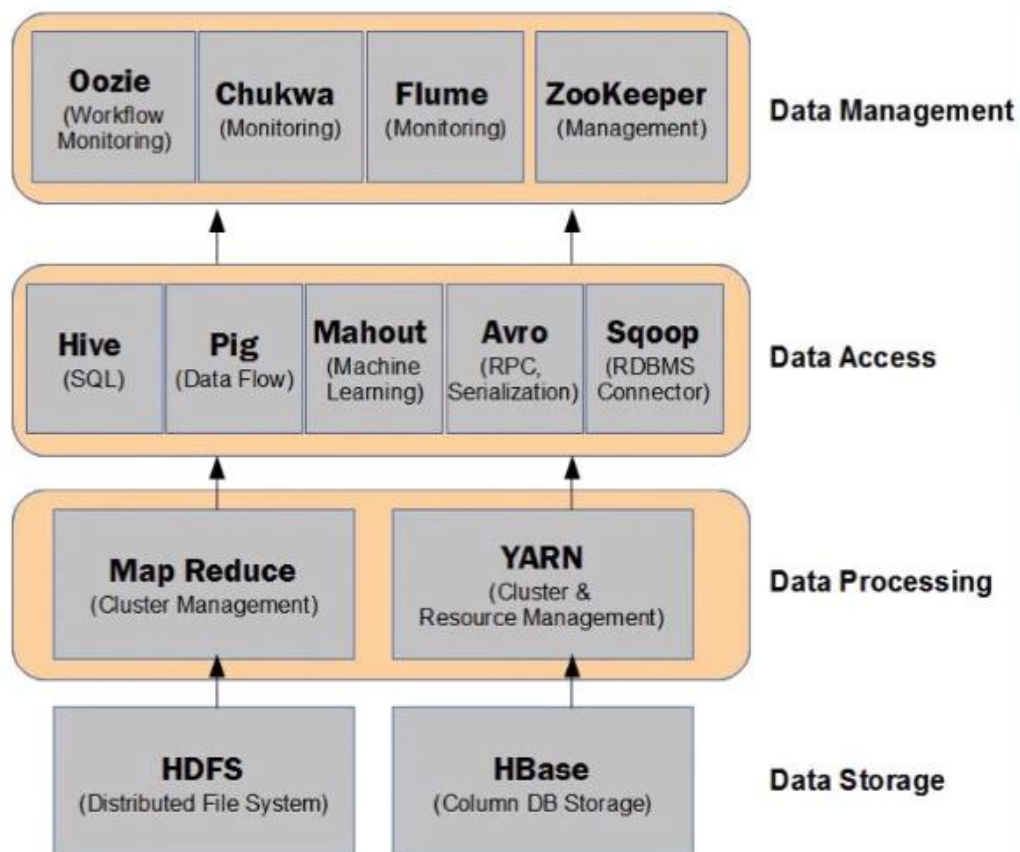 Oozie
(Workflow
Monitoring)
Chukwa
(Monitoring)
Flume
(Monitoring)
ZooKeeper
(Management)
Data Management
Hive
(SQL)
Pig
(Data Flow)
Mahout
(Machine
Learning)
Avro
(RPC,
Serialization)
Sqoop
(RDBMS
Connector)
Data Access
Map Reduce
(Cluster Management)
YARN
(Cluster &
Resource Management)
Data Processing
HDFS
(Distributed File System)
HBase
(Column DB Storage)
Data Storage